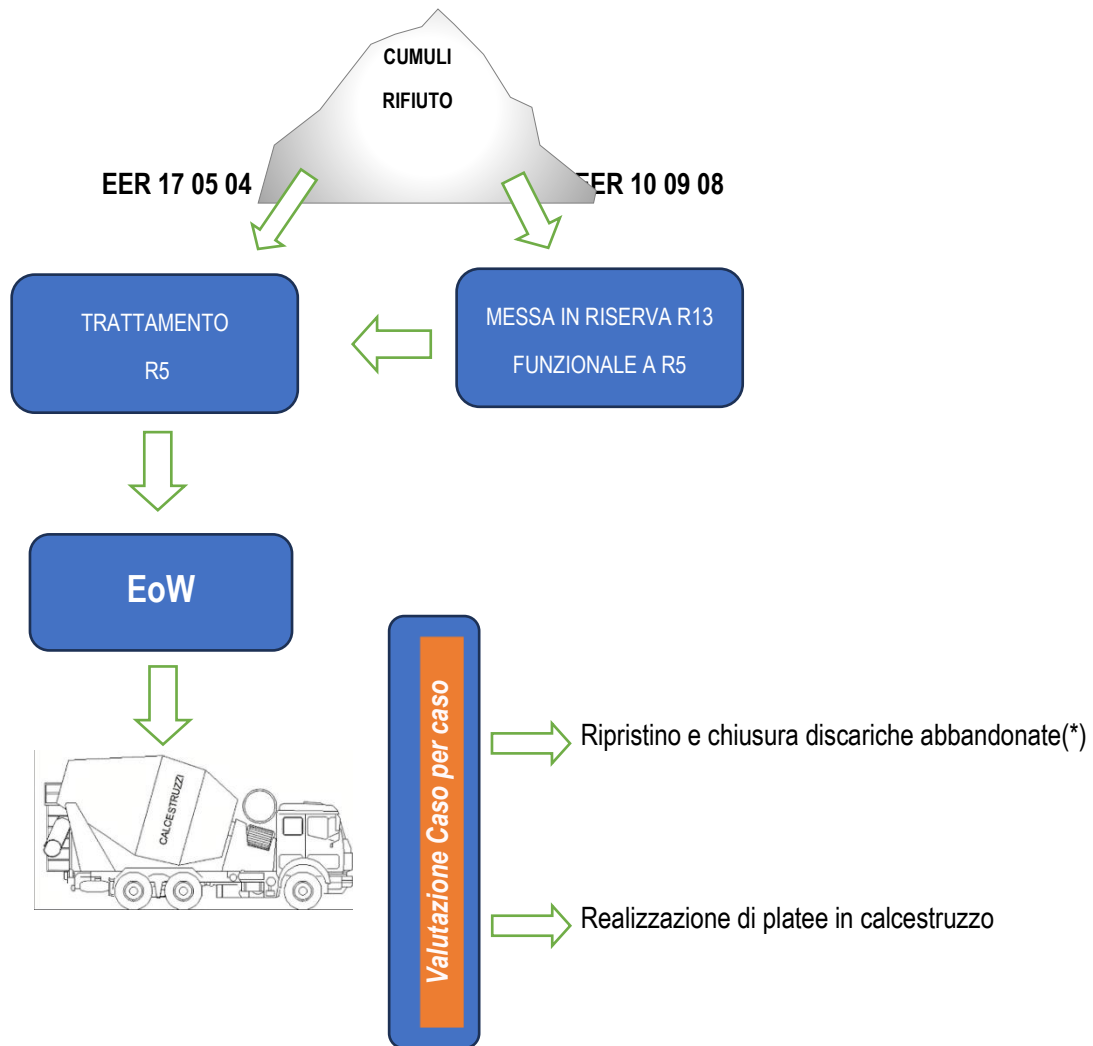 CUMULI
RIFIUTO
EER 17 05 04
EER 10 09 08
TRATTAMENTO
R5
MESSA IN RISERVA R13
FUNZIONALE A R5
EoW
CALCESTRUZZI
Valutazione Caso per caso
Ripristino e chiusura discariche abbandonate(*)
Realizzazione di platee in calcestruzzo